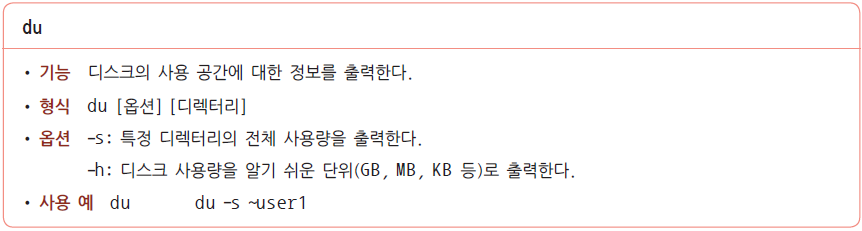 du
• 기능 디스크의 사용 공간에 대한 정보를 출력한다.
• 형식 du [옵션] [디렉터리]
• 옵션 -s: 특정 디렉터리의 전체 사용량을 출력한다.
-h: 디스크 사용량을 알기 쉬운 단위(GB, MB, KB 등)로 출력한다.
• 사용 예 du du -s ~user1